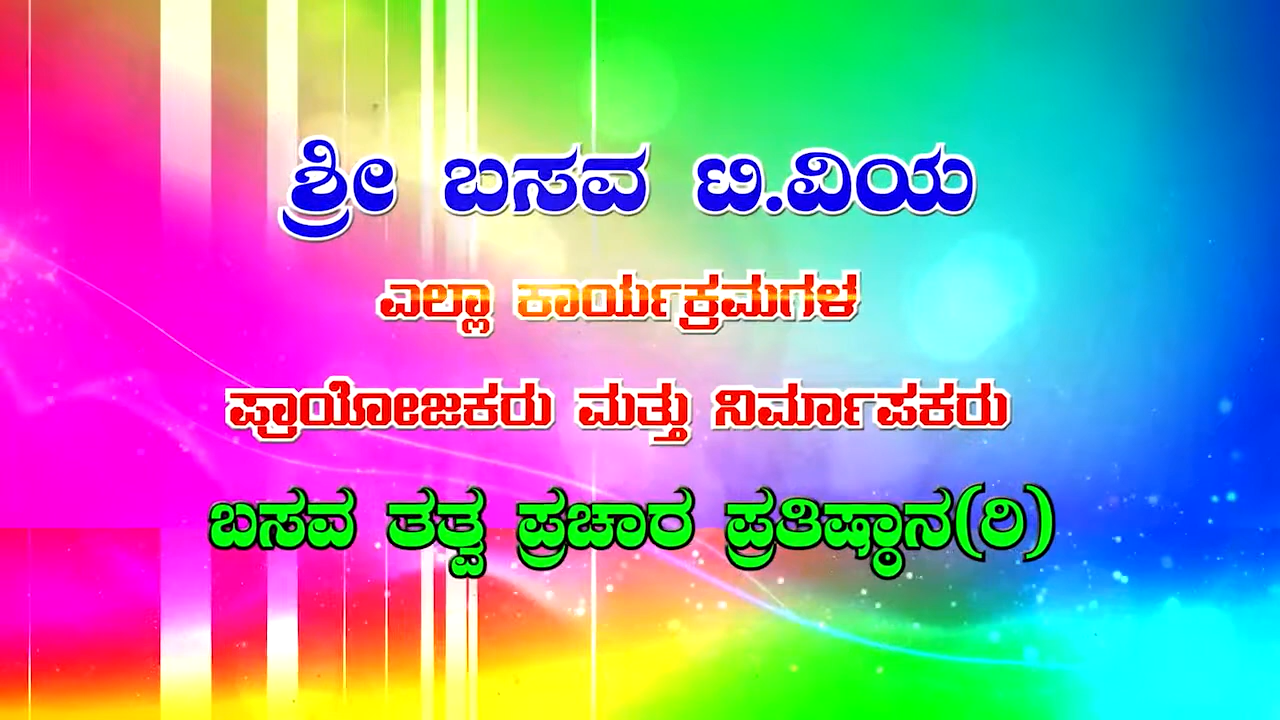 ಶ್ರೀ ಬಸವ ಟಿ.ವಿಯ
ಎಲ್ಲಾ ಕಾರ್ಯಕ್ರಮಗಳ
ಪ್ರಾಯೋಜಕರು ಮತ್ತು ನಿರ್ಮಾಪಕರು
ಬಸವ ತತ್ವ ಪ್ರಚಾರ ಪ್ರತಿಷ್ಠಾನ(ರಿ)